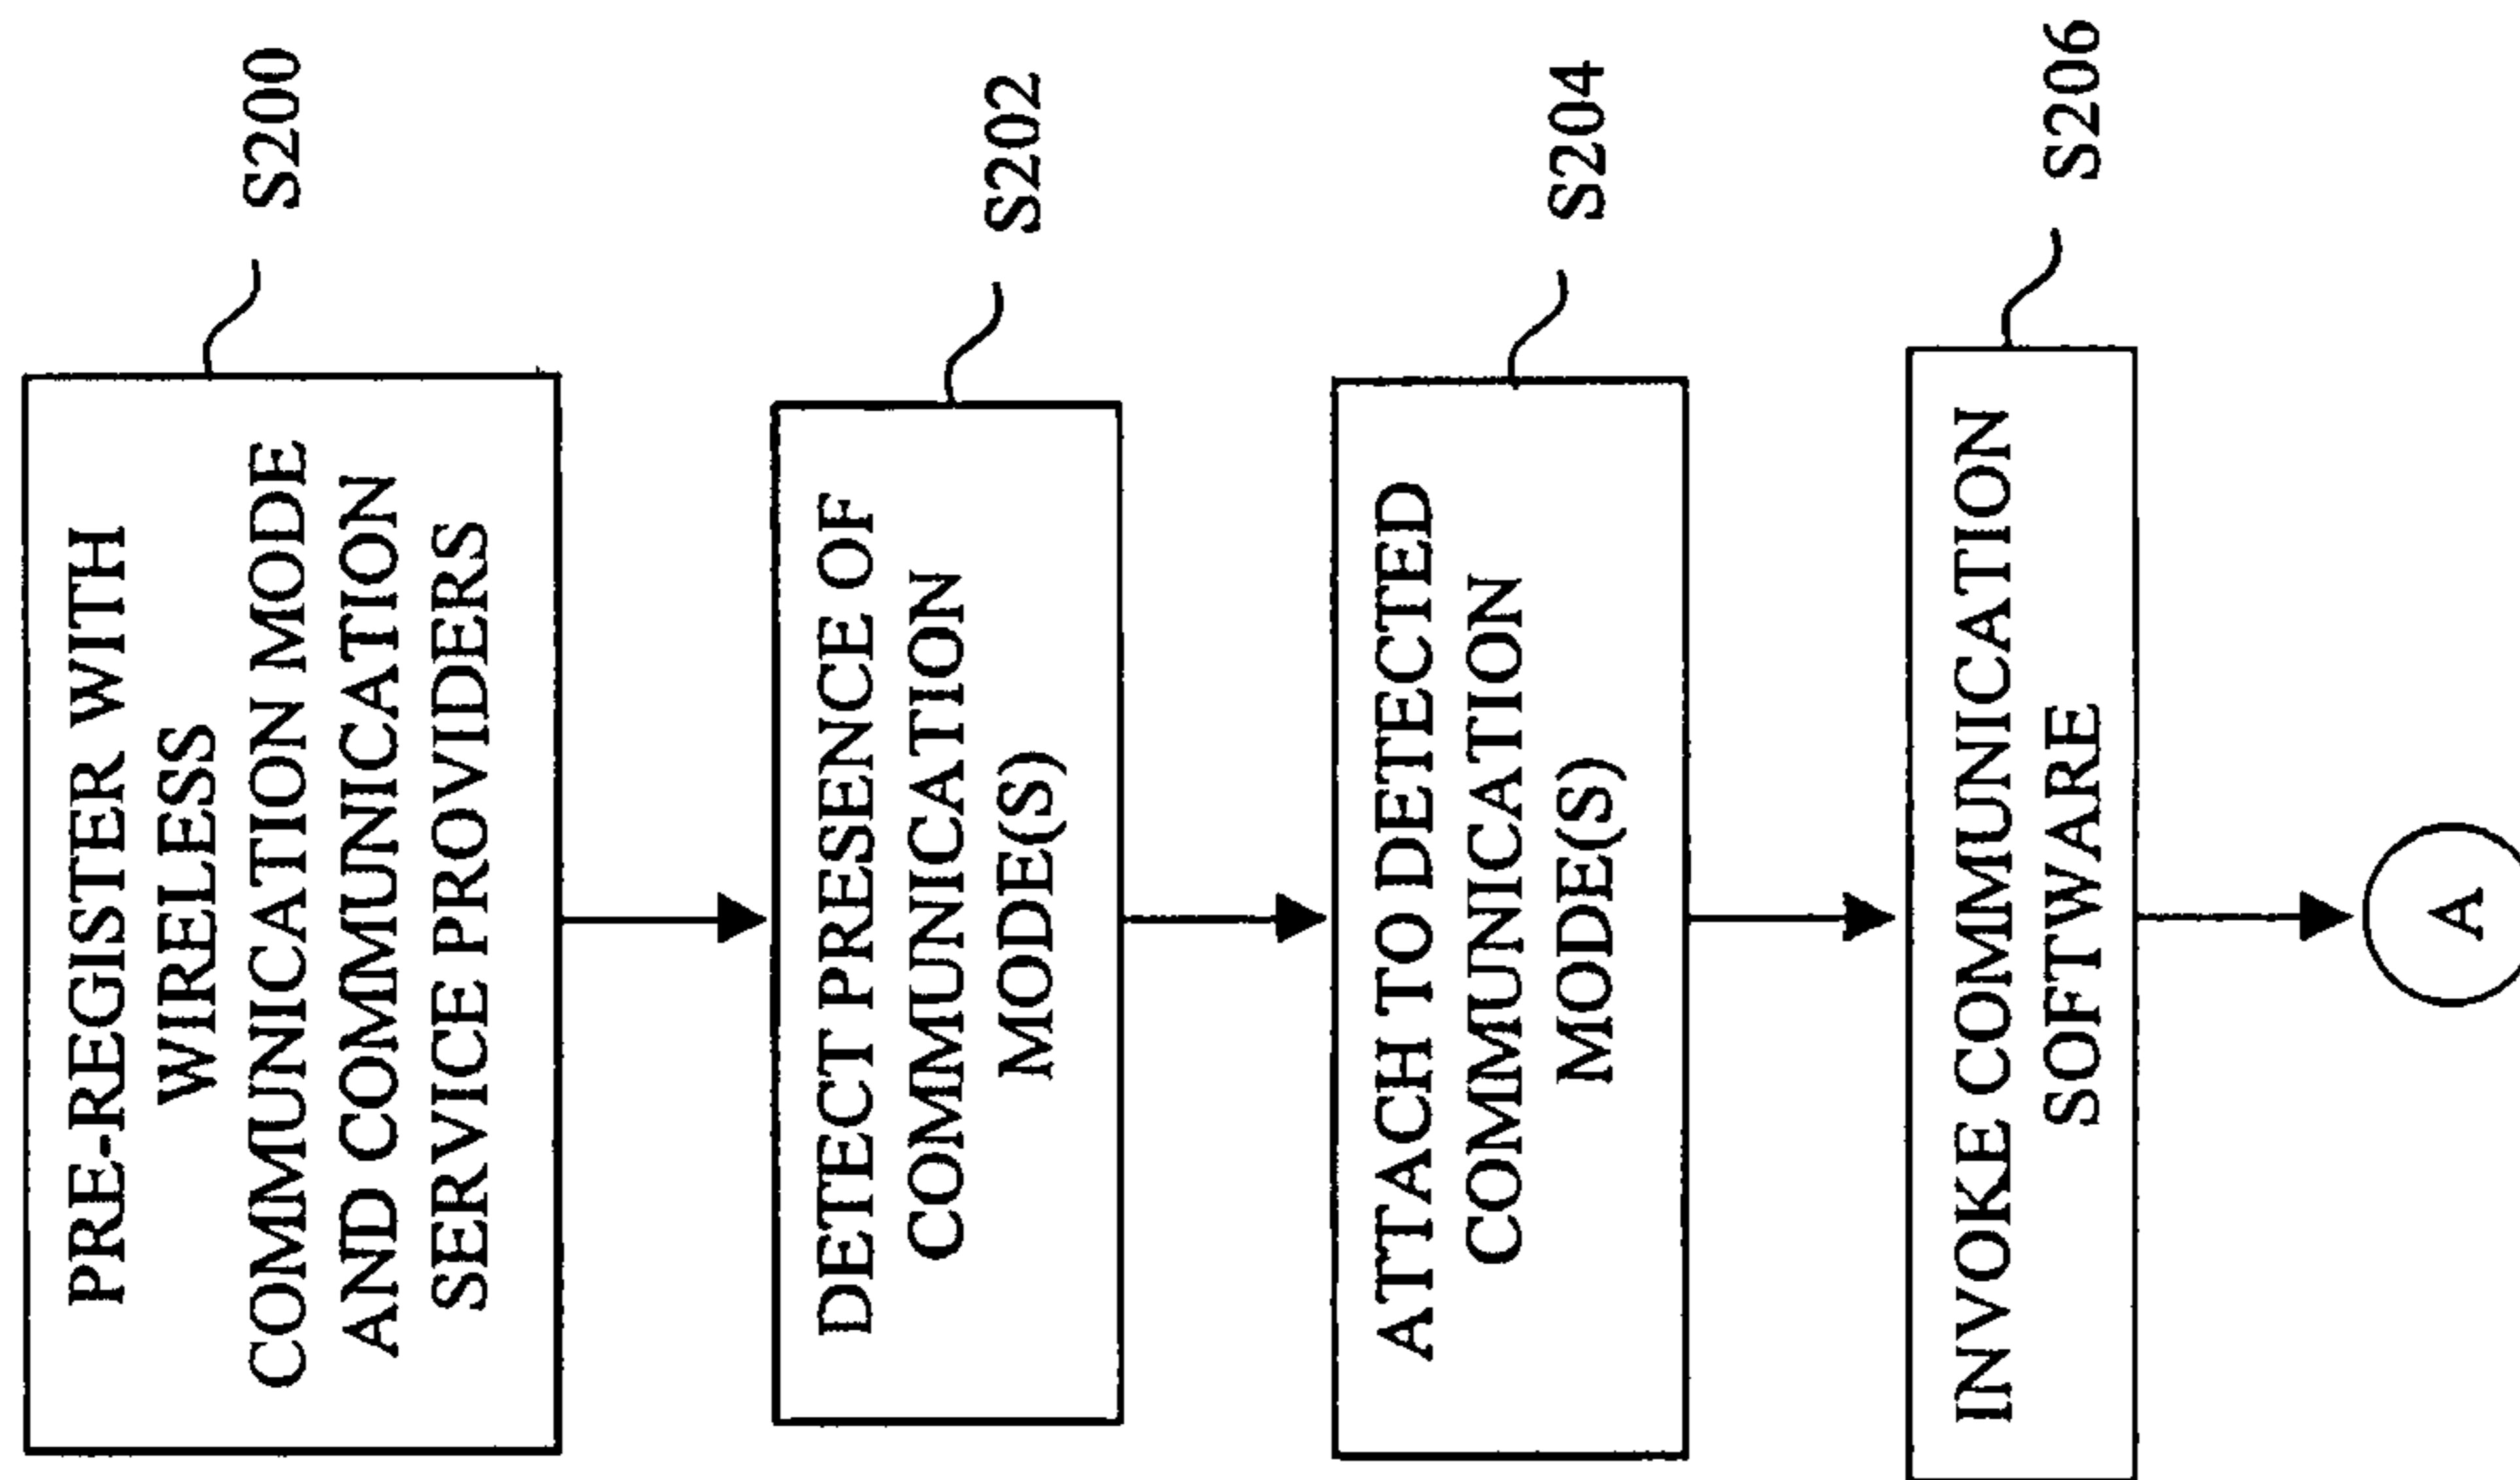 PRE-REGISTER WITH
WIRELESS
COMMUNICATION MODE
AND COMMUNICATION
SERVICE PROVIDERS
S200
DETECT PRESENCE OF
COMMUNICATION
MODE(S)
S202
ATTACH TO DETECTED
COMMUNICATION
MODE(S)
S204
INVOKE COMMUNICATION
SOFTWARE
S206
A